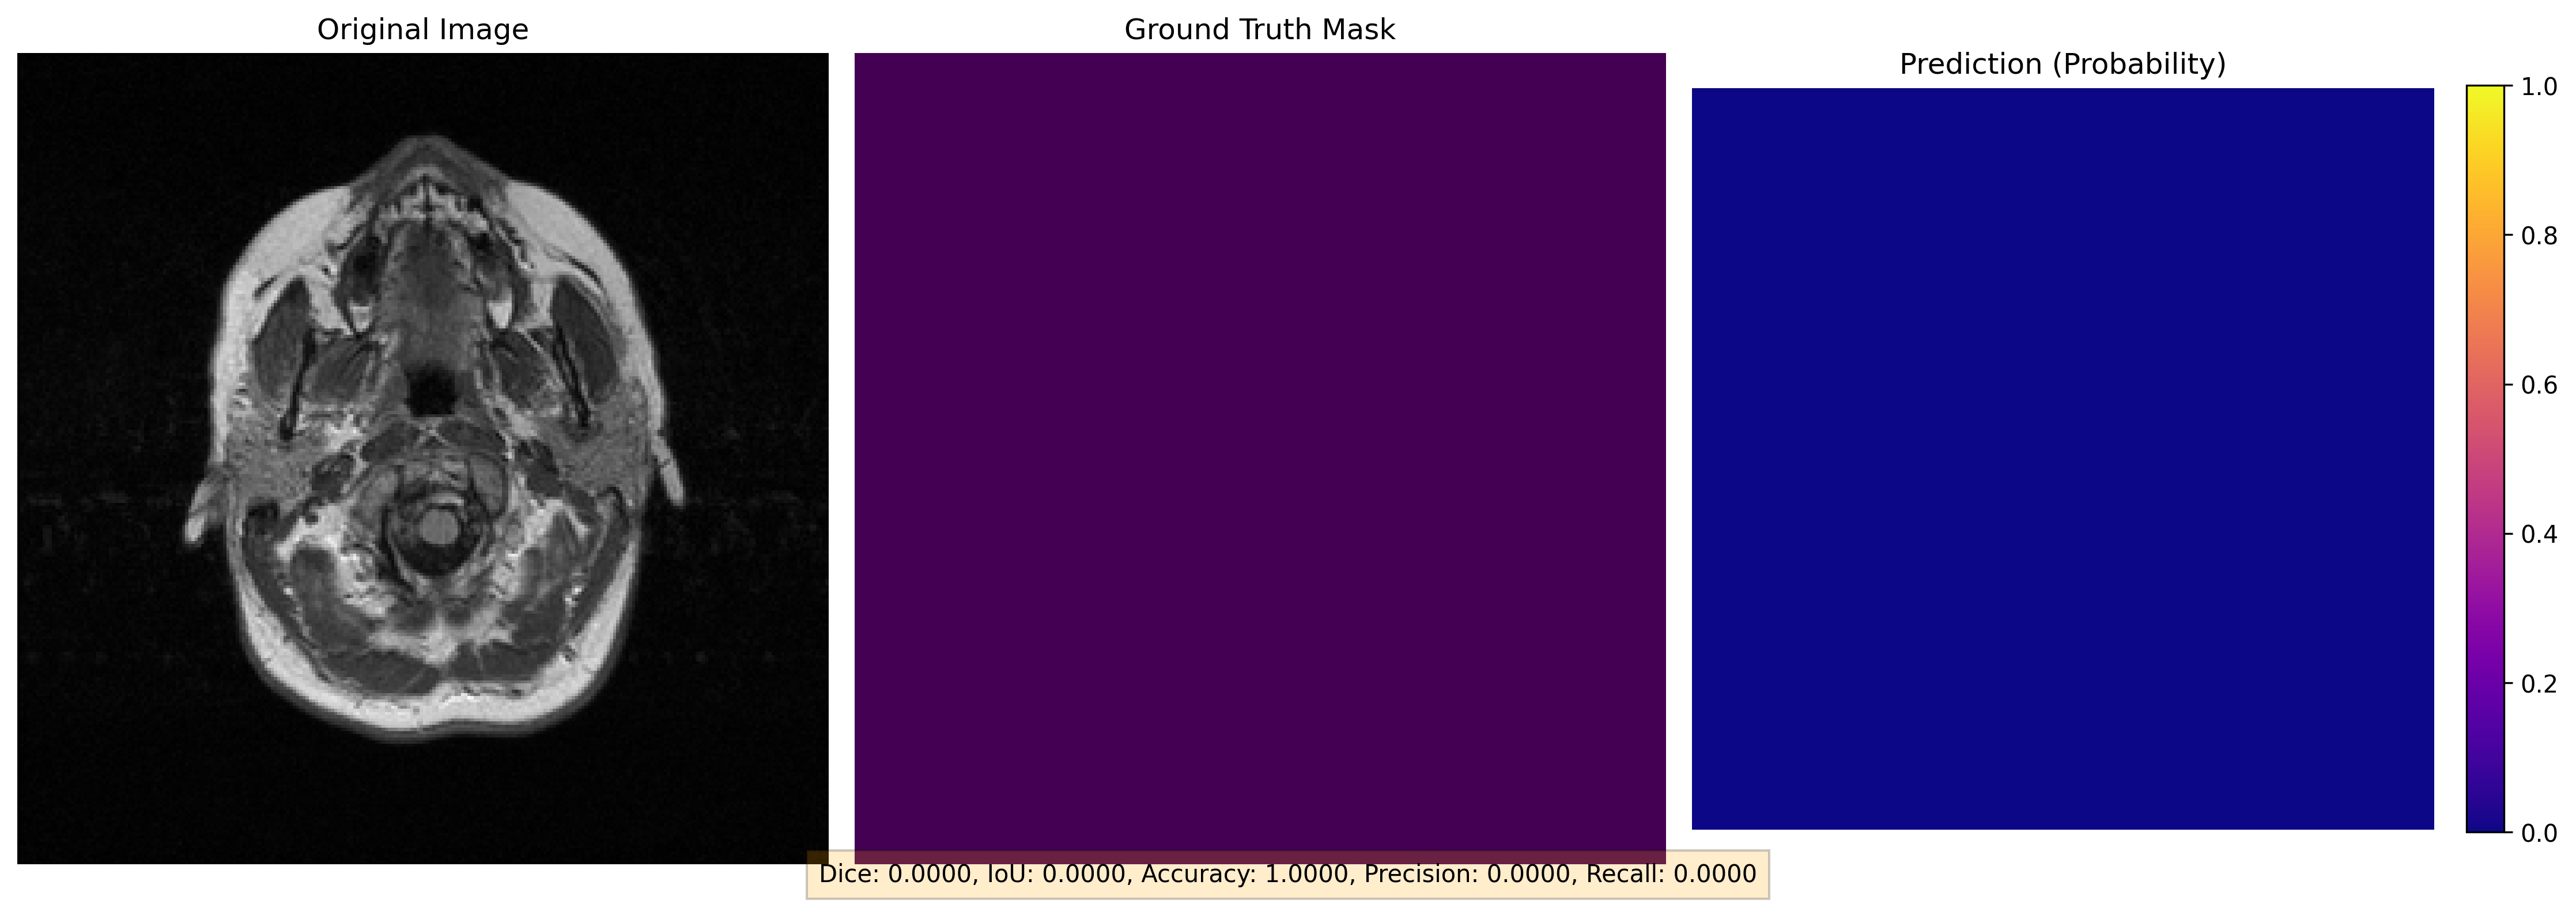 Original Image
Ground Truth Mask
Prediction (Probability)
1.0
0.8
0.6
0.4
0.2
0.0
Dice: 0.0000, IoU: 0.0000, Accuracy: 1.0000, Precision: 0.0000, Recall: 0.0000